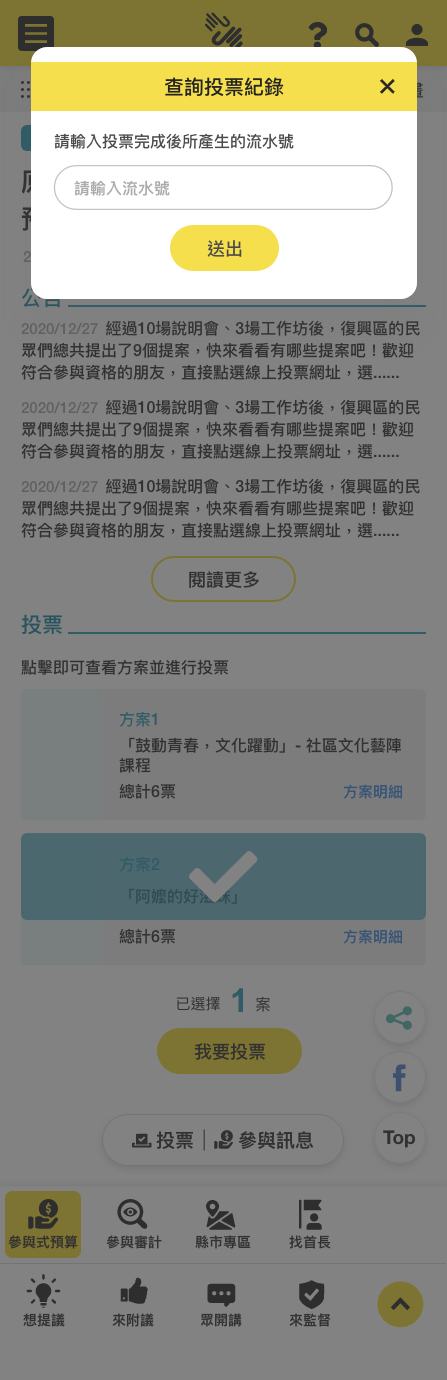 查詢投票紀錄
請輸入投票完成後所產生的流水號
請輸入流水號
送出
公告
2020/12/27 經過10場說明會、3場工作坊後，復興區的民
眾們總共提出了9個提案，快來看看有哪些提案吧！歡迎
符合參與資格的朋友，直接點選線上投票網址，選......
2020/12/27 經過10場說明會、3場工作坊後，復興區的民
眾們總共提出了9個提案，快來看看有哪些提案吧！歡迎
符合參與資格的朋友，直接點選線上投票網址，選......
2020/12/27 經過10場說明會、3場工作坊後，復興區的民
眾們總共提出了9個提案，快來看看有哪些提案吧！歡迎
符合參與資格的朋友，直接點選線上投票網址，選......
閱讀更多
投票
點擊即可查看方案並進行投票
方案1
「鼓動青春，文化躍動」- 社區文化藝陣
課程
總計6票 方案明細
方案2
「阿嬤的好滋味」
總計6票 方案明細
已選擇 1 案
我要投票
投票 | 參與訊息
Top
參與式預算 參與審計 縣市專區 找首長
想提議 來附議 眾開講 來監督